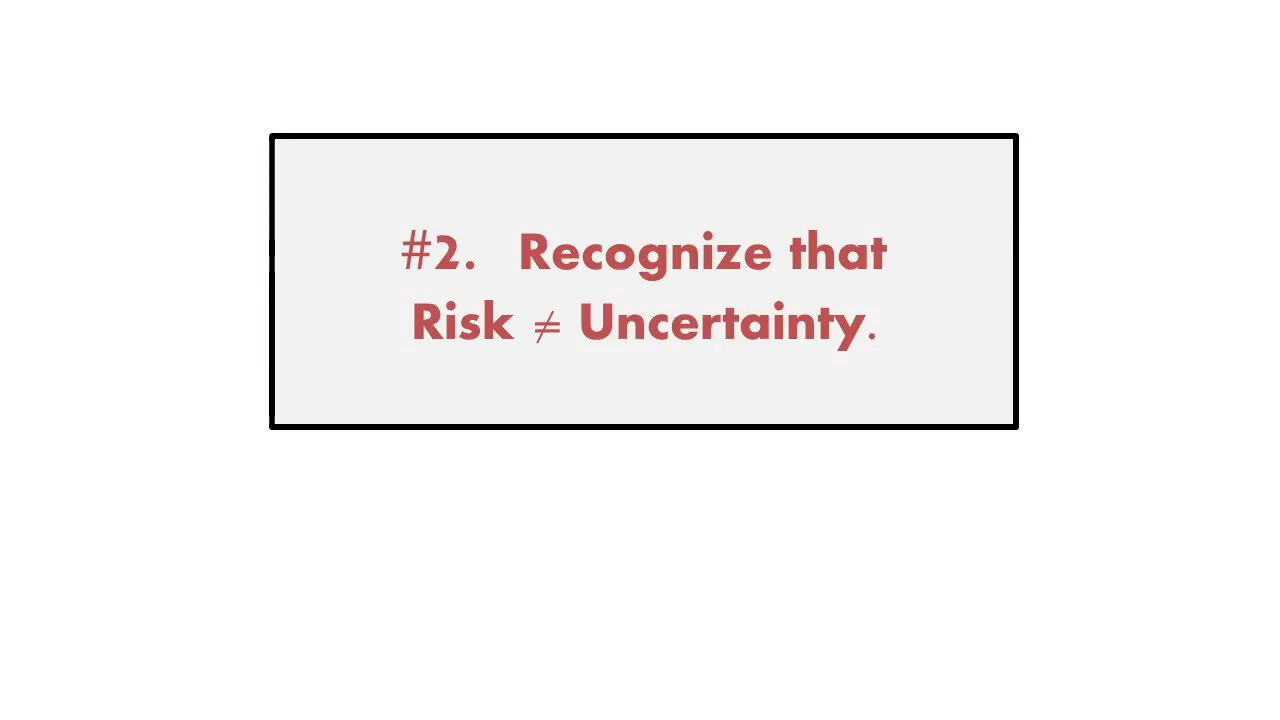 #2. Recognize that
Risk ≠ Uncertainty.